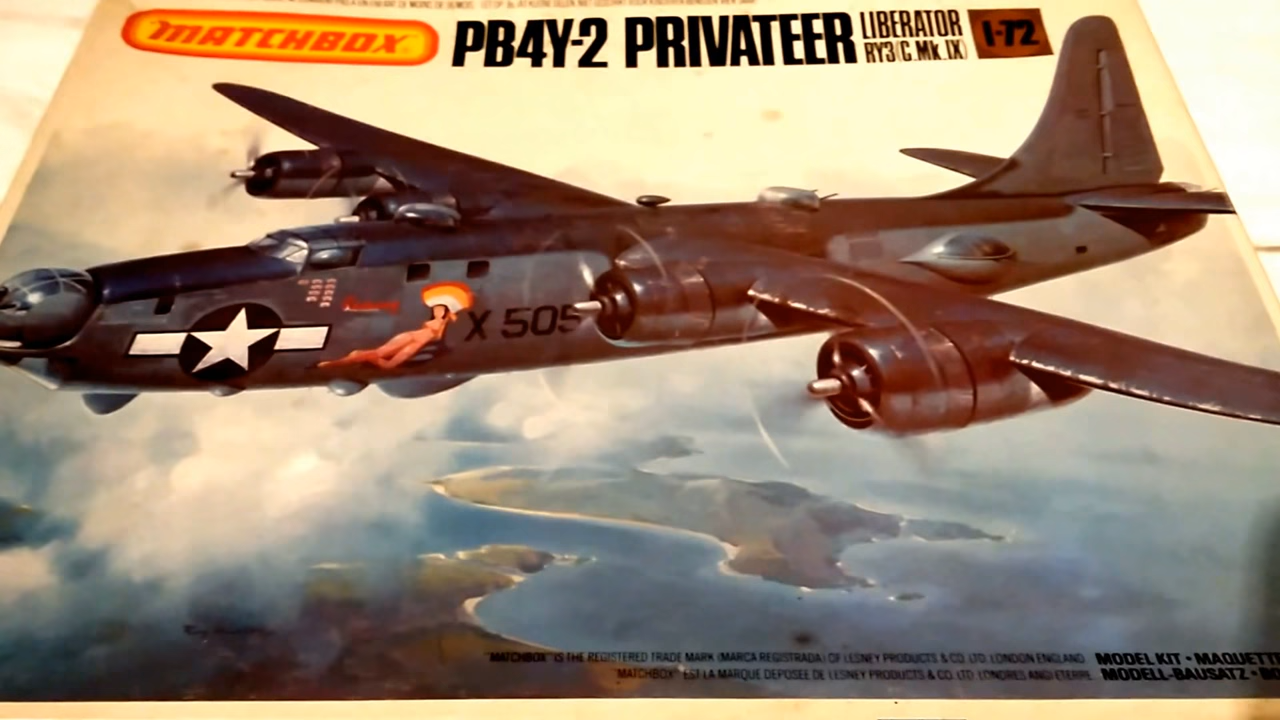 MATCHBOX
PB4Y-2 PRIVATEER
LIBERATOR
RY3(C.Mk.IX)
1-72
X 505
"MATCHBOX" IS THE REGISTERED TRADE MARK (MARCA REGISTRADA) OF LESNEY PRODUCTS & CO. LTD. LONDON ENGLAND
MODEL KIT • MAQUETTE
"MATCHBOX" EST LA MARQUE DEPOSEE DE LESNEY PRODUCTS & CO. LTD. LONDRES ANGLETERRE
MODELL-BAUSATZ •